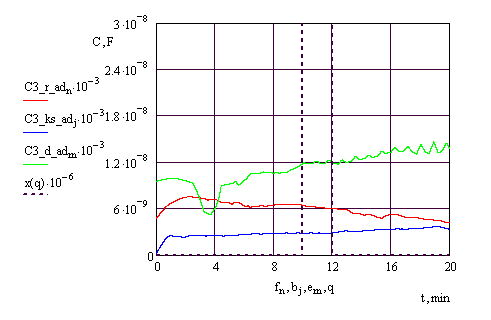 3·10⁻⁸
C,F
2.4·10⁻⁸
C3_r_adₙ·10⁻³
C3_ks_adⱼ·10⁻³
1.8·10⁻⁸
C3_d_adₘ·10⁻³
1.2·10⁻⁸
x(q)·10⁻⁶
6·10⁻⁹
0
0 4 8 12 16 20
fₙ,bⱼ,eₘ,q
t,min